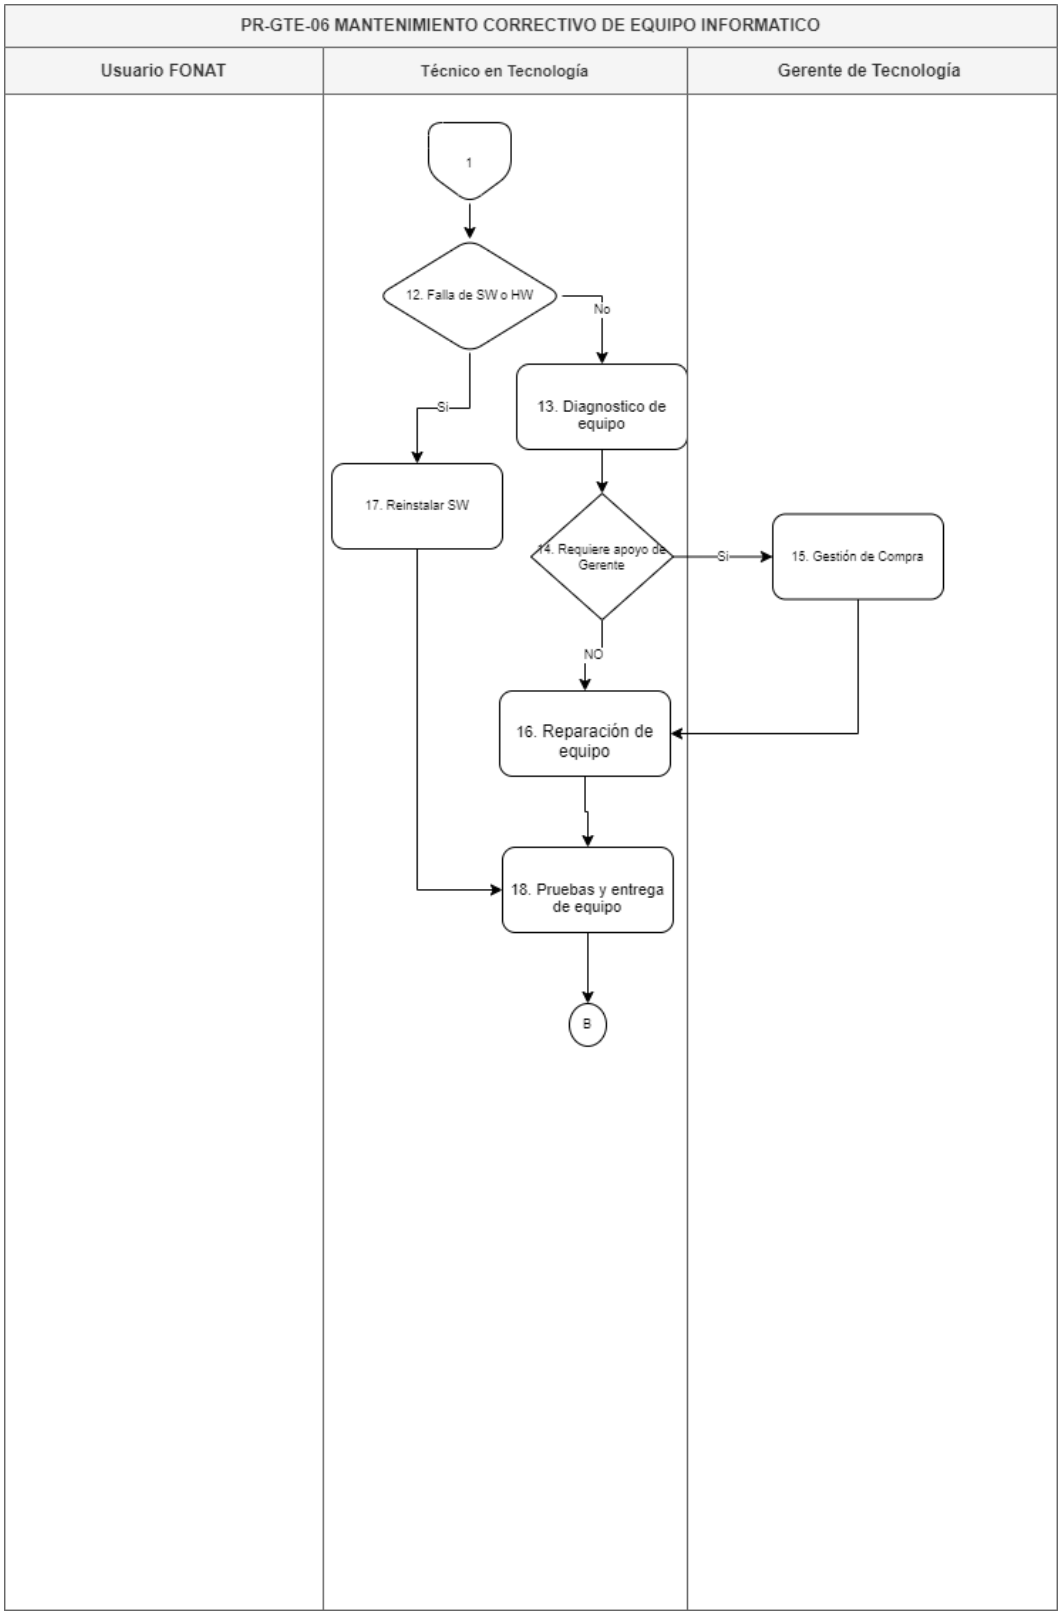 PR-GTE-06 MANTENIMIENTO CORRECTIVO DE EQUIPO INFORMATICO
Usuario FONAT
Técnico en Tecnología
Gerente de Tecnología
1
12. Falla de SW o HW
No
13. Diagnostico de
equipo
Si
17. Reinstalar SW
14. Requiere apoyo de
Gerente
Si
15. Gestión de Compra
NO
16. Reparación de
equipo
18. Pruebas y entrega
de equipo
B